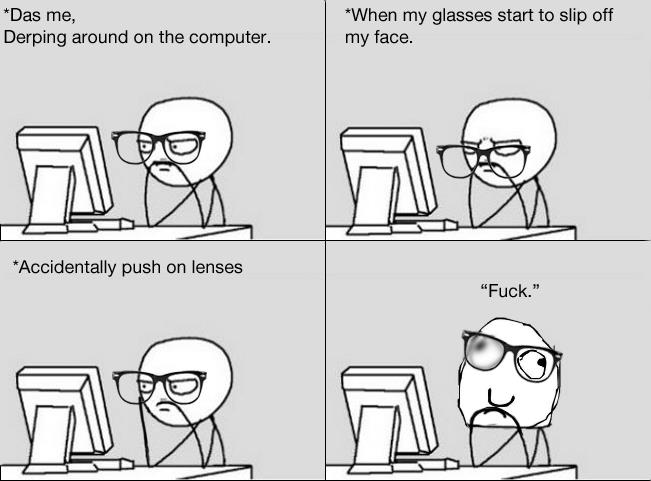 *Das me,
Derping around on the computer.
*When my glasses start to slip off
my face.
*Accidentally push on lenses
“Fuck.”